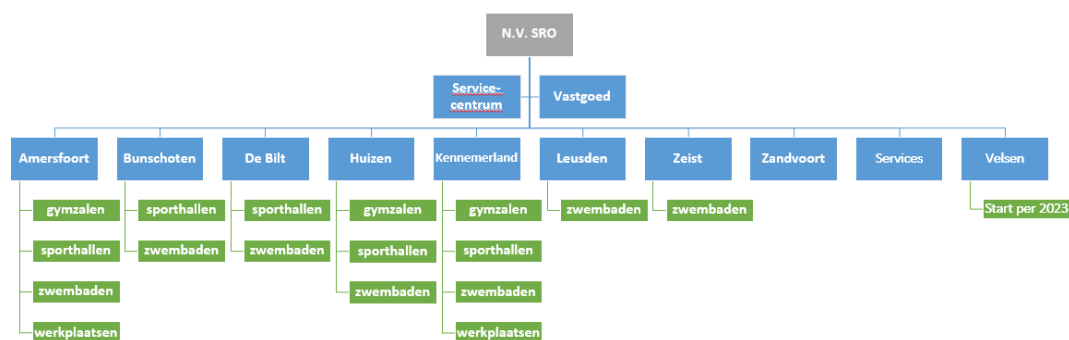 N.V. SRO
Service-
centrum
Vastgoed
Amersfoort
Bunschoten
De Bilt
Huizen
Kennemerland
Leusden
Zeist
Zandvoort
Services
Velsen
gymzalen
sporthallen
sporthallen
gymzalen
gymzalen
zwembaden
zwembaden
Start per 2023
sporthallen
zwembaden
zwembaden
sporthallen
sporthallen
zwembaden
zwembaden
zwembaden
werkplaatsen
werkplaatsen